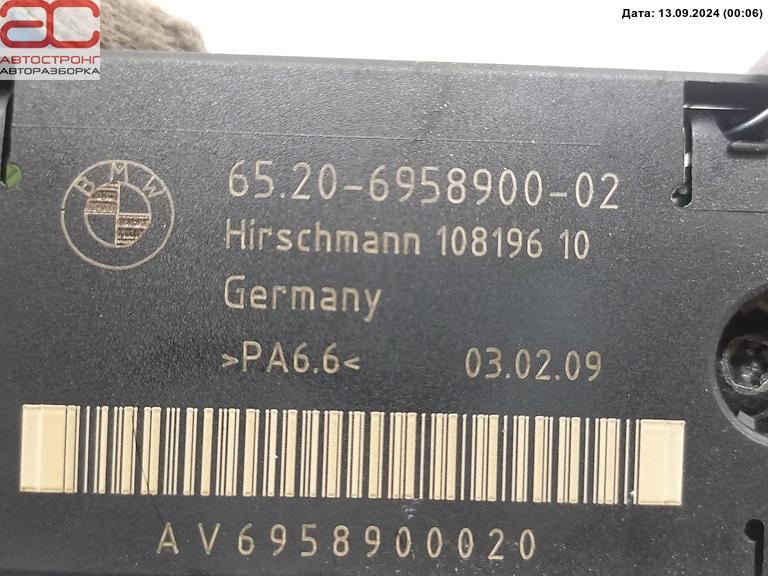 Дата: 13.09.2024 (00:06)
АС
АВТОСТРОНГ
АВТОРАЗБОРКА
BMW
65.20-6958900-02
Hirschmann 108196 10
Germany
>PA6.6< 03.02.09
AV6958900020